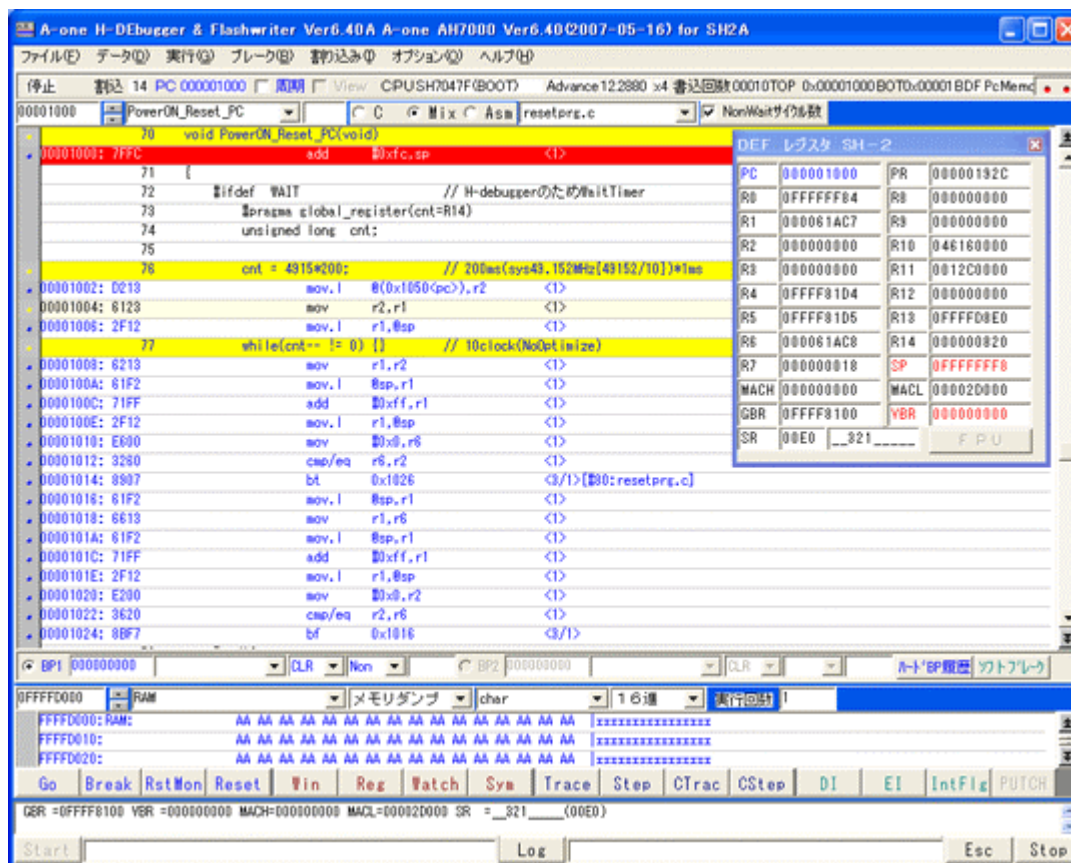 A-one H-DEbugger & Flashwriter Ver6.40A A-one AH7000 Ver6.40(2007-05-16) for SH2A
ファイル(F) データ(D) 実行(G) ブレーク(B) 割り込み(I) オプション(O) ヘルプ(H)
停止 割込 14 PC 000001000 周期 View CPUSH7047F(BOOT) Advance12.2880 x4 書込回数00010TOP 0x00001000BOT0x00001BDF PcMemo
00001000 PowerON_Reset_PC C Mix Asm resetprg.c NonWaitサイクル数
70 void PowerON_Reset_PC(void)
00001000: 7FFC add #0xfc,sp <1>
71 {
72 #ifdef WAIT // H-debuggerのためWaitTimer
73 #pragma global_register(cnt=R14)
74 unsigned long cnt;
75
76 cnt = 4915*200; // 200ms(sys49.152MHz[49152/10])*1ms
00001002: D213 mov.l @(0x1050<pc>),r2 <1>
00001004: 6123 mov r2,r1 <1>
00001006: 2F12 mov.l r1,@sp <1>
77 while(cnt-- != 0) {} // 10clock(NoOptimize)
00001008: 6213 mov r1,r2 <1>
0000100A: 61F2 mov.l @sp,r1 <1>
0000100C: 71FF add #0xff,r1 <1>
0000100E: 2F12 mov.l r1,@sp <1>
00001010: E600 mov #0x0,r6 <1>
00001012: 3260 cmp/eq r6,r2 <1>
00001014: 8907 bt 0x1026 <3/1>[#80:resetprg.c]
00001016: 61F2 mov.l @sp,r1 <1>
00001018: 6613 mov r1,r6 <1>
0000101A: 61F2 mov.l @sp,r1 <1>
0000101C: 71FF add #0xff,r1 <1>
0000101E: 2F12 mov.l r1,@sp <1>
00001020: E200 mov #0x0,r2 <1>
00001022: 3620 cmp/eq r2,r6 <1>
00001024: 8BF7 bf 0x1016 <3/1>
DEF レジスタ SH-2
PC 000001000 PR 00000192C
R0 0FFFFFF84 R8 000000000
R1 000061AC7 R9 000000000
R2 000000000 R10 046160000
R3 000000000 R11 0012C0000
R4 0FFFF81D4 R12 000000000
R5 0FFFF81D5 R13 0FFFFD8E0
R6 000061AC8 R14 000000820
R7 000000018 SP 0FFFFFFF8
MACH 000000000 MACL 00002D000
GBR 0FFFF8100 VBR 000000000
SR 00E0 __321_____ FPU
BP1 000000000 CLR Non BP2 000000000 CLR ハードBP履歴 ソフトブレーク
0FFFFD000 RAM メモリダンプ char 16進 実行回数 1
FFFFD000:RAM: AA AA AA AA AA AA AA AA AA AA AA AA AA AA AA AA |xxxxxxxxxxxxxxxx
FFFFD010: AA AA AA AA AA AA AA AA AA AA AA AA AA AA AA AA |xxxxxxxxxxxxxxxx
FFFFD020: AA AA AA AA AA AA AA AA AA AA AA AA AA AA AA AA |xxxxxxxxxxxxxxxx
Go Break RstMon Reset Win Reg Watch Sym Trace Step CTrac CStep DI EI IntFlg PUTCH
GBR =0FFFF8100 VBR =000000000 MACH=000000000 MACL=00002D000 SR =__321_____(00E0)
Start Log Esc Stop